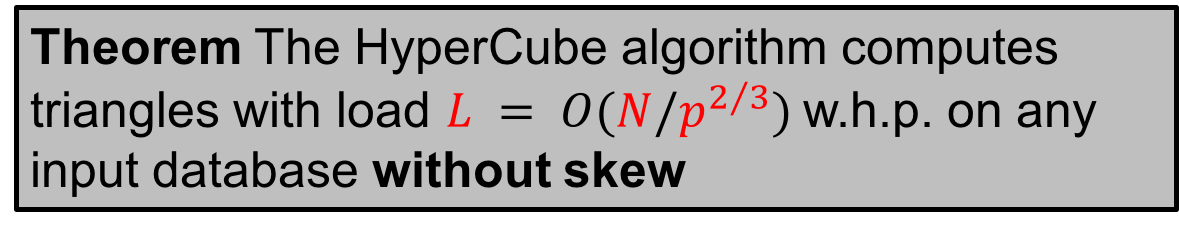 Theorem The HyperCube algorithm computes
triangles with load L = O(N/p^{2/3}) w.h.p. on any
input database without skew